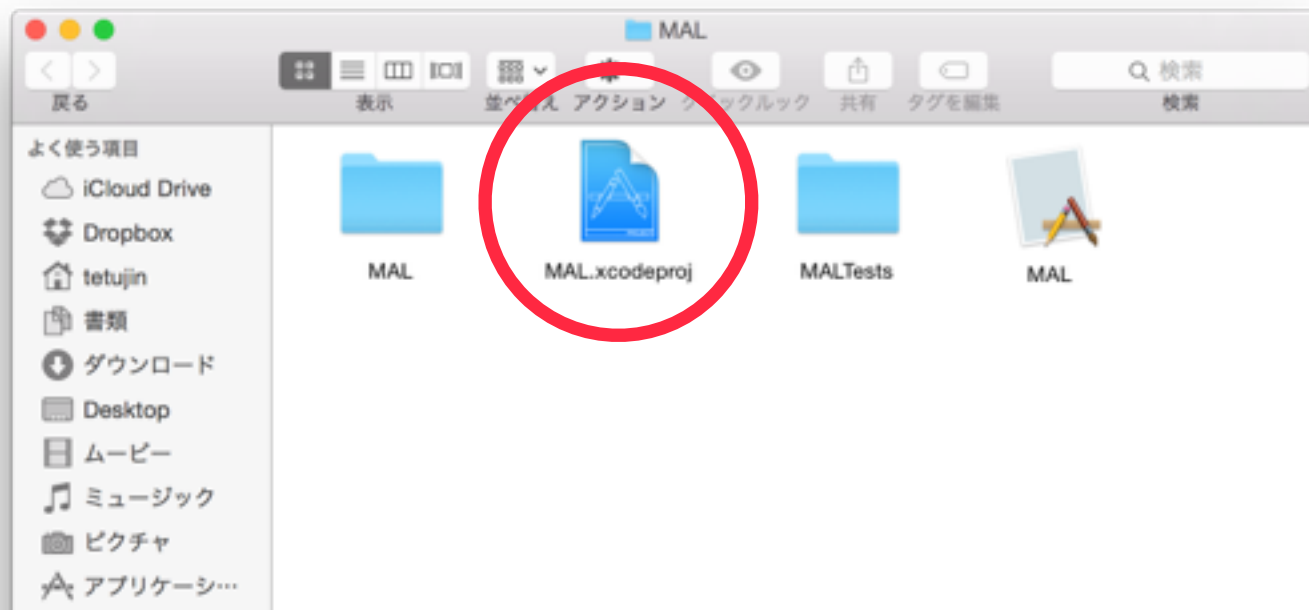 MAL
検索
戻る
表示
並べ替え
アクション
クイックルック
共有
タグを編集
検索
よく使う項目
iCloud Drive
Dropbox
tetujin
書類
ダウンロード
Desktop
ムービー
ミュージック
ピクチャ
アプリケーシ…
MAL
MAL.xcodeproj
MALTests
MAL